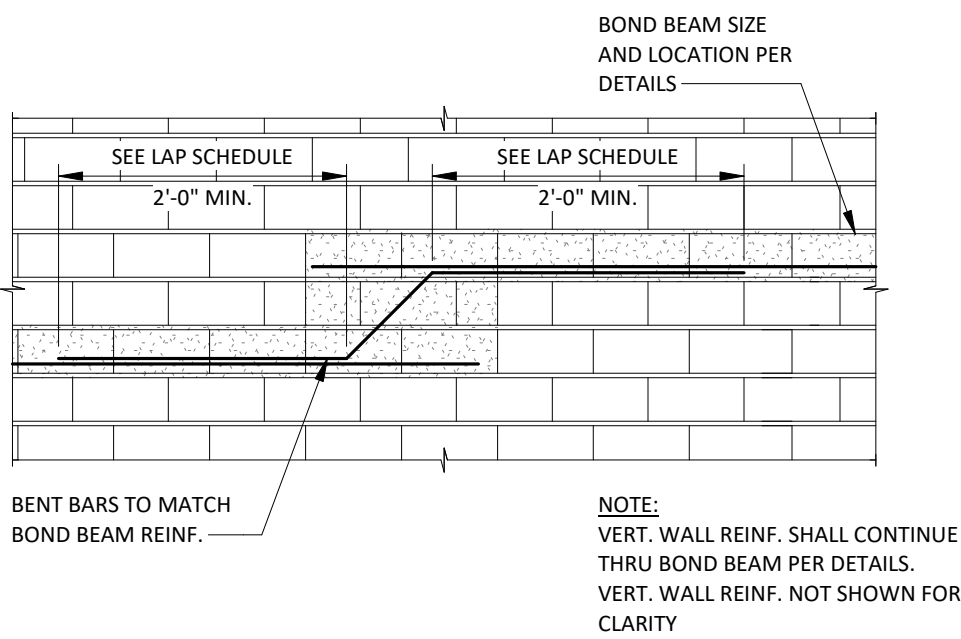 BOND BEAM SIZE
AND LOCATION PER
DETAILS
SEE LAP SCHEDULE
2'-0" MIN.
SEE LAP SCHEDULE
2'-0" MIN.
BENT BARS TO MATCH
BOND BEAM REINF.
NOTE:
VERT. WALL REINF. SHALL CONTINUE
THRU BOND BEAM PER DETAILS.
VERT. WALL REINF. NOT SHOWN FOR
CLARITY